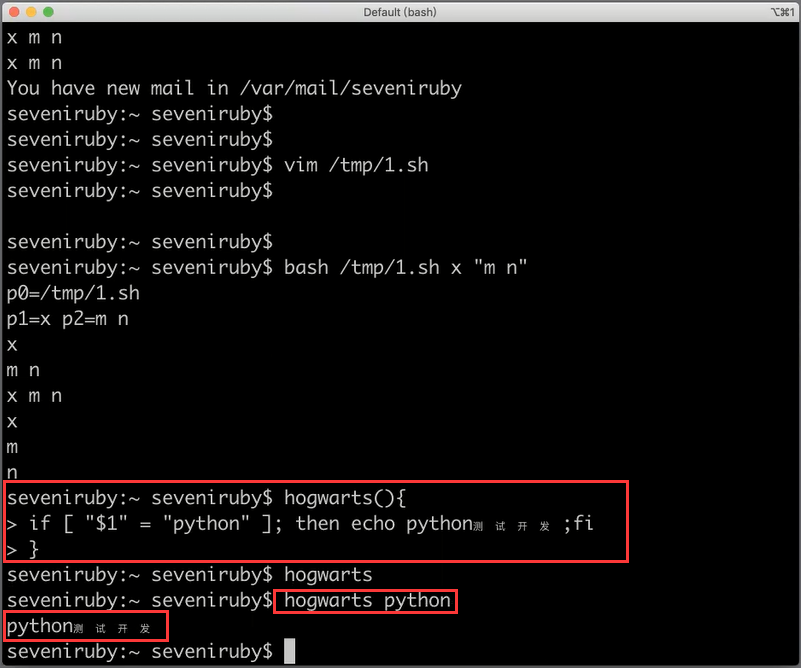 Default (bash)
⌥⌘1
x m n
x m n
You have new mail in /var/mail/seveniruby
seveniruby:~ seveniruby$
seveniruby:~ seveniruby$
seveniruby:~ seveniruby$ vim /tmp/1.sh
seveniruby:~ seveniruby$
seveniruby:~ seveniruby$
seveniruby:~ seveniruby$ bash /tmp/1.sh x "m n"
p0=/tmp/1.sh
p1=x p2=m n
x
m n
x m n
x
m
n
seveniruby:~ seveniruby$ hogwarts(){
> if [ "$1" = "python" ]; then echo python测试开发 ;fi
> }
seveniruby:~ seveniruby$ hogwarts
seveniruby:~ seveniruby$ hogwarts python
python测试开发
seveniruby:~ seveniruby$